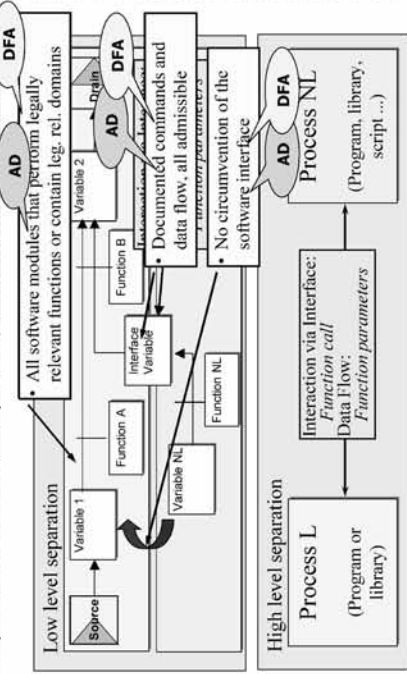 DFA
AD
• All software modules that perform legally
relevant functions or contain leg. rel. domains
DFA
AD
• Documented commands and
data flow, all admissible
DFA
AD
• No circumvention of the
software interface
Low level separation
Source
Variable 1
Function A
Interface
Variable
Function B
Variable 2
Drain
Variable NL
Function NL
Function parameters
High level separation
Process L
(Program or
library)
Interaction via Interface:
Function call
Data Flow:
Function parameters
Process NL
(Program, library,
script ...)